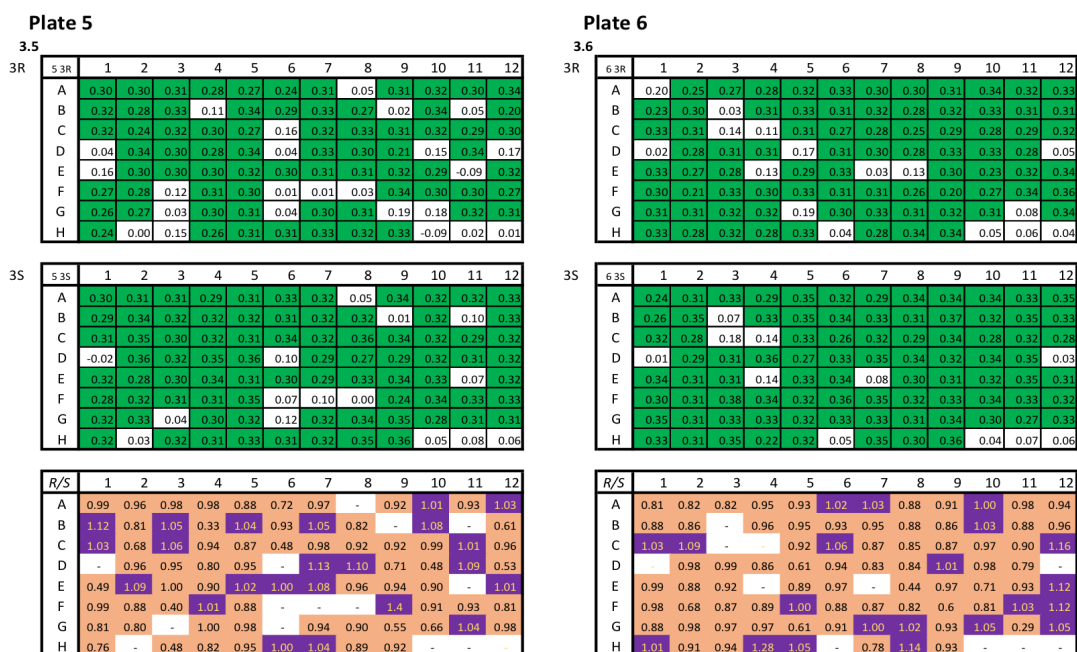 Plate 5
Plate 6
3.5
3.6
3R 5 3R 1 2 3 4 5 6 7 8 9 10 11 12
A 0.30 0.30 0.31 0.28 0.27 0.24 0.31 0.05 0.31 0.32 0.30 0.34
B 0.32 0.28 0.33 0.11 0.34 0.29 0.33 0.27 0.02 0.34 0.05 0.20
C 0.32 0.24 0.32 0.30 0.27 0.16 0.32 0.33 0.31 0.32 0.29 0.30
D 0.04 0.34 0.30 0.28 0.34 0.04 0.33 0.30 0.21 0.15 0.34 0.17
E 0.16 0.30 0.30 0.30 0.32 0.30 0.31 0.31 0.32 0.29 -0.09 0.32
F 0.27 0.28 0.12 0.31 0.30 0.01 0.01 0.03 0.34 0.30 0.30 0.27
G 0.26 0.27 0.03 0.30 0.31 0.04 0.30 0.31 0.19 0.18 0.32 0.31
H 0.24 0.00 0.15 0.26 0.31 0.31 0.33 0.32 0.33 -0.09 0.02 0.01
3R 6 3R 1 2 3 4 5 6 7 8 9 10 11 12
A 0.20 0.25 0.27 0.28 0.32 0.33 0.30 0.30 0.31 0.34 0.32 0.33
B 0.23 0.30 0.03 0.31 0.33 0.31 0.32 0.28 0.32 0.33 0.31 0.31
C 0.33 0.31 0.14 0.11 0.31 0.27 0.28 0.25 0.29 0.28 0.29 0.32
D 0.02 0.28 0.31 0.31 0.17 0.31 0.30 0.28 0.33 0.33 0.28 0.05
E 0.33 0.27 0.28 0.13 0.29 0.33 0.03 0.13 0.30 0.23 0.32 0.34
F 0.30 0.21 0.33 0.30 0.33 0.31 0.31 0.26 0.20 0.27 0.34 0.36
G 0.31 0.31 0.32 0.32 0.19 0.30 0.33 0.31 0.32 0.31 0.08 0.34
H 0.33 0.28 0.32 0.28 0.33 0.04 0.28 0.34 0.34 0.05 0.06 0.04
3S 5 3S 1 2 3 4 5 6 7 8 9 10 11 12
A 0.30 0.31 0.31 0.29 0.31 0.33 0.32 0.05 0.34 0.32 0.32 0.33
B 0.29 0.34 0.32 0.32 0.32 0.31 0.32 0.32 0.01 0.32 0.10 0.33
C 0.31 0.35 0.30 0.32 0.31 0.34 0.32 0.36 0.34 0.32 0.29 0.32
D -0.02 0.36 0.32 0.35 0.36 0.10 0.29 0.27 0.29 0.32 0.31 0.32
E 0.32 0.28 0.30 0.34 0.31 0.30 0.29 0.33 0.34 0.33 0.07 0.32
F 0.28 0.32 0.31 0.31 0.35 0.07 0.10 0.00 0.24 0.34 0.33 0.33
G 0.32 0.33 0.04 0.30 0.32 0.12 0.32 0.34 0.35 0.28 0.31 0.31
H 0.32 0.03 0.32 0.31 0.33 0.31 0.32 0.35 0.36 0.05 0.08 0.06
3S 6 3S 1 2 3 4 5 6 7 8 9 10 11 12
A 0.24 0.31 0.33 0.29 0.35 0.32 0.29 0.34 0.34 0.34 0.33 0.35
B 0.26 0.35 0.07 0.33 0.35 0.34 0.33 0.31 0.37 0.32 0.35 0.33
C 0.32 0.28 0.18 0.14 0.33 0.26 0.32 0.29 0.34 0.28 0.32 0.28
D 0.01 0.29 0.31 0.36 0.27 0.33 0.35 0.34 0.32 0.34 0.35 0.03
E 0.34 0.31 0.31 0.14 0.33 0.34 0.08 0.30 0.31 0.32 0.35 0.31
F 0.30 0.31 0.38 0.34 0.32 0.36 0.35 0.32 0.33 0.34 0.33 0.32
G 0.35 0.31 0.33 0.33 0.32 0.33 0.33 0.31 0.34 0.30 0.27 0.33
H 0.33 0.31 0.35 0.22 0.32 0.05 0.35 0.30 0.36 0.04 0.07 0.06
R/S 1 2 3 4 5 6 7 8 9 10 11 12
A 0.99 0.96 0.98 0.98 0.88 0.72 0.97 - 0.92 1.01 0.93 1.03
B 1.12 0.81 1.05 0.33 1.04 0.93 1.05 0.82 - 1.08 - 0.61
C 1.03 0.68 1.06 0.94 0.87 0.48 0.98 0.92 0.92 0.99 1.01 0.96
D - 0.96 0.95 0.80 0.95 - 1.13 1.10 0.71 0.48 1.09 0.53
E 0.49 1.09 1.00 0.90 1.02 1.00 1.08 0.96 0.94 0.90 - 1.01
F 0.99 0.88 0.40 1.01 0.88 - - - 1.4 0.91 0.93 0.81
G 0.81 0.80 - 1.00 0.98 - 0.94 0.90 0.55 0.66 1.04 0.98
H 0.76 - 0.48 0.82 0.95 1.00 1.04 0.89 0.92 - - -
R/S 1 2 3 4 5 6 7 8 9 10 11 12
A 0.81 0.82 0.82 0.95 0.93 1.02 1.03 0.88 0.91 1.00 0.98 0.94
B 0.88 0.86 - 0.96 0.95 0.93 0.95 0.88 0.86 1.03 0.88 0.96
C 1.03 1.09 - - 0.92 1.06 0.87 0.85 0.87 0.97 0.90 1.16
D - 0.98 0.99 0.86 0.61 0.94 0.83 0.84 1.01 0.98 0.79 -
E 0.99 0.88 0.92 - 0.89 0.97 - 0.44 0.97 0.71 0.93 1.12
F 0.98 0.68 0.87 0.89 1.00 0.88 0.87 0.82 0.6 0.81 1.03 1.12
G 0.88 0.98 0.97 0.97 0.61 0.91 1.00 1.02 0.93 1.05 0.29 1.05
H 1.01 0.91 0.94 1.28 1.05 - 0.78 1.14 0.93 - - -